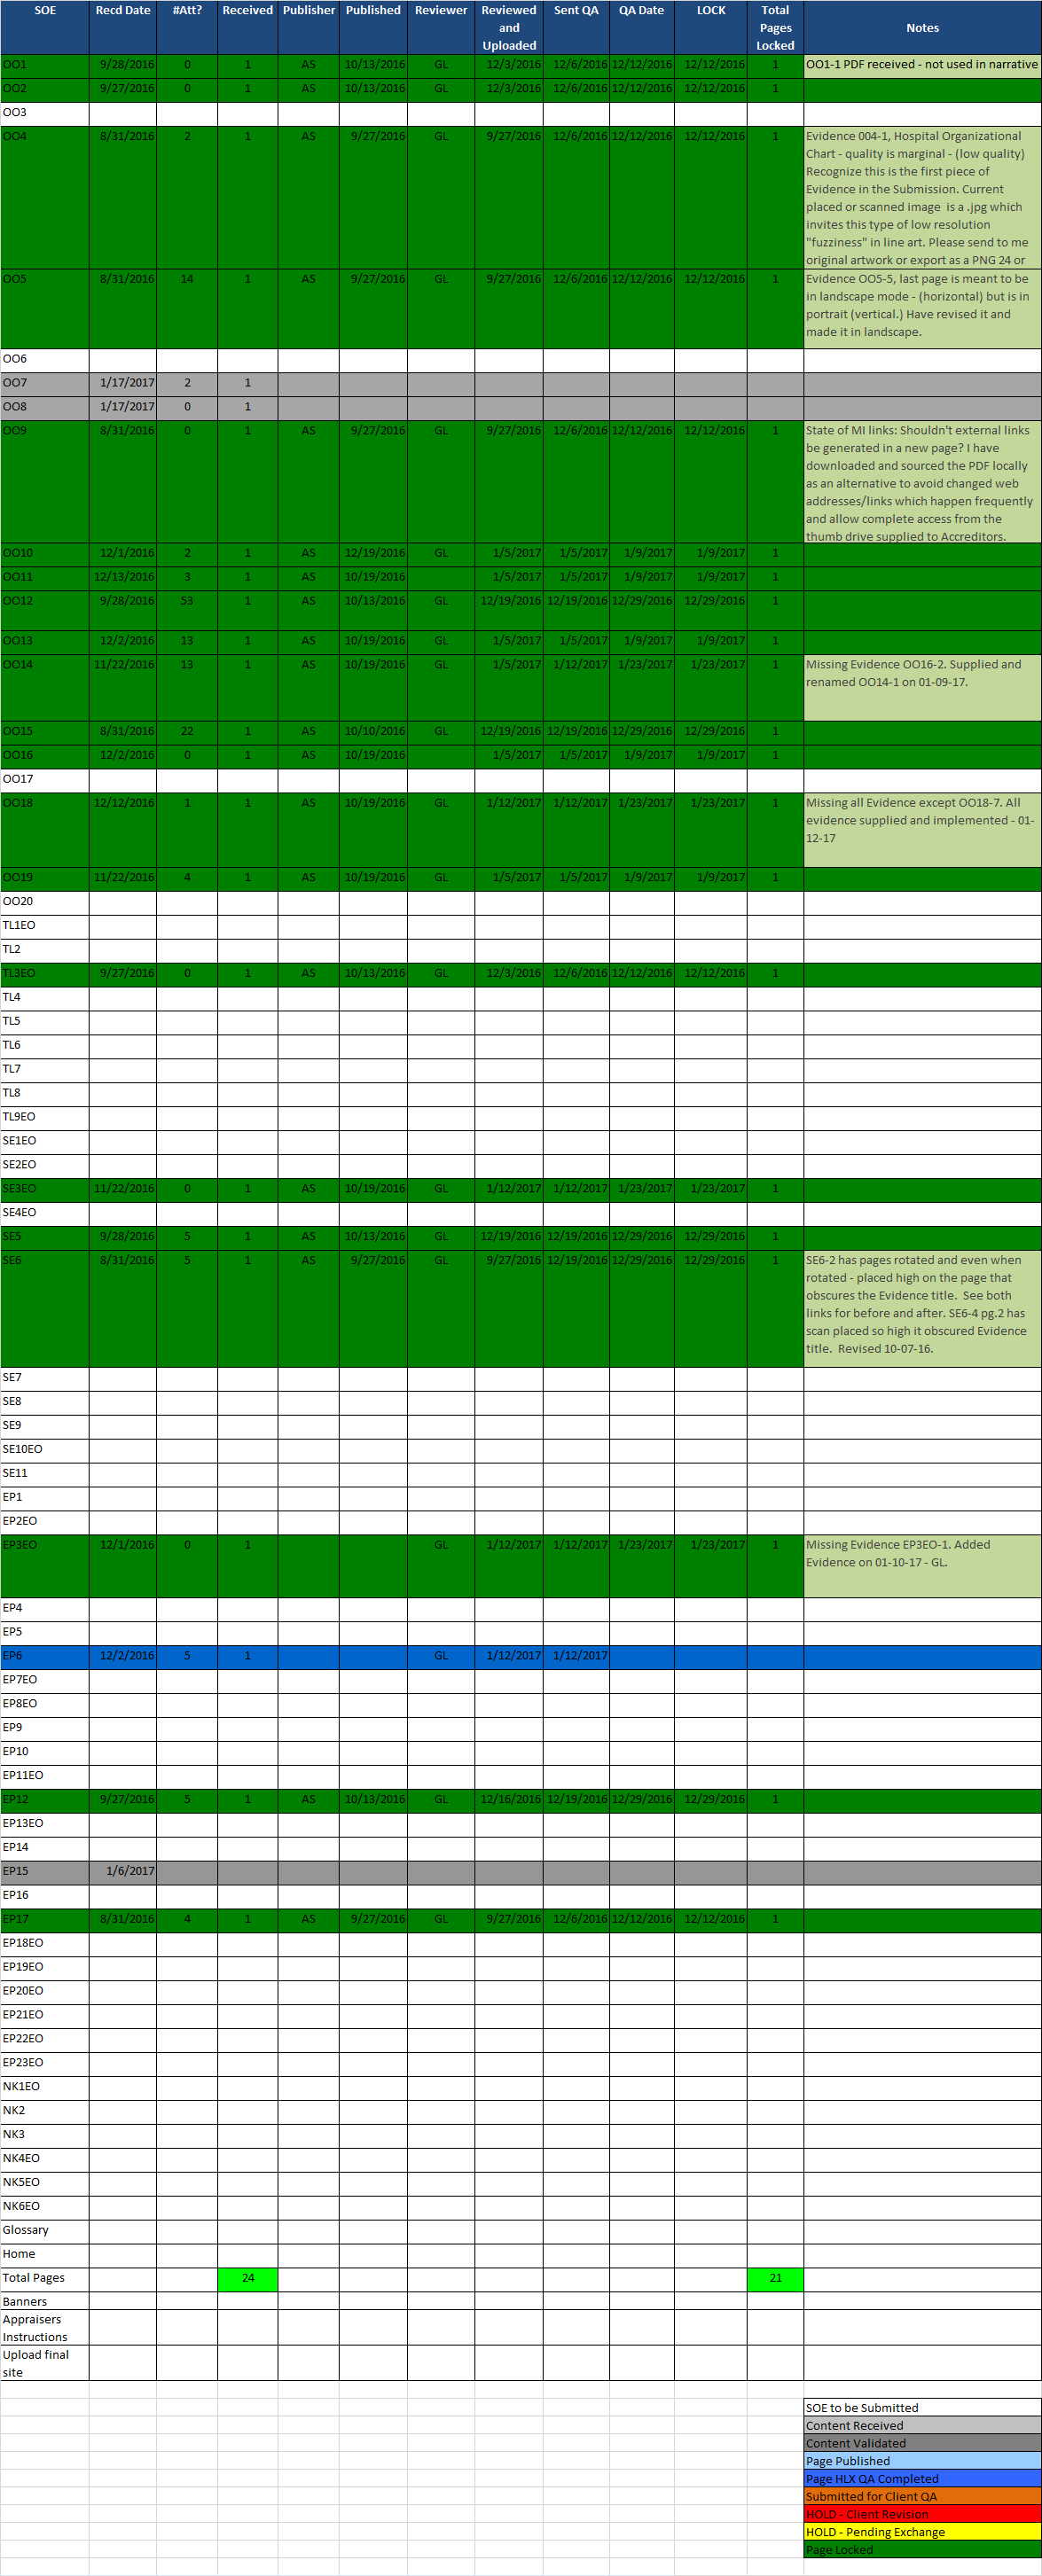 SOE Recd Date #Att? Received Publisher Published Reviewer Reviewed and Uploaded Sent QA QA Date LOCK Total Pages Locked Notes
OO1 9/28/2016 0 1 AS 10/13/2016 GL 12/3/2016 12/6/2016 12/12/2016 12/12/2016 1 OO1-1 PDF received - not used in narrative
OO2 9/27/2016 0 1 AS 10/13/2016 GL 12/3/2016 12/6/2016 12/12/2016 12/12/2016 1
OO3
OO4 8/31/2016 2 1 AS 9/27/2016 GL 9/27/2016 12/6/2016 12/12/2016 12/12/2016 1 Evidence 004-1, Hospital Organizational
Chart - quality is marginal - (low quality)
Recognize this is the first piece of
Evidence in the Submission. Current
placed or scanned image is a .jpg which
invites this type of low resolution
"fuzziness" in line art. Please send to me
original artwork or export as a PNG 24 or
OO5 8/31/2016 14 1 AS 9/27/2016 GL 9/27/2016 12/6/2016 12/12/2016 12/12/2016 1 Evidence OO5-5, last page is meant to be
in landscape mode - (horizontal) but is in
portrait (vertical.) Have revised it and
made it in landscape.
OO6
OO7 1/17/2017 2 1
OO8 1/17/2017 0 1
OO9 8/31/2016 0 1 AS 9/27/2016 GL 9/27/2016 12/6/2016 12/12/2016 12/12/2016 1 State of MI links: Shouldn't external links
be generated in a new page? I have
downloaded and sourced the PDF locally
as an alternative to avoid changed web
addresses/links which happen frequently
and allow complete access from the
thumb drive supplied to Accreditors.
OO10 12/1/2016 2 1 AS 12/19/2016 GL 1/5/2017 1/5/2017 1/9/2017 1/9/2017 1
OO11 12/13/2016 3 1 AS 10/19/2016 1/5/2017 1/5/2017 1/9/2017 1/9/2017 1
OO12 9/28/2016 53 1 AS 10/13/2016 GL 12/19/2016 12/19/2016 12/29/2016 12/29/2016 1
OO13 12/2/2016 13 1 AS 10/19/2016 GL 1/5/2017 1/5/2017 1/9/2017 1/9/2017 1
OO14 11/22/2016 13 1 AS 10/19/2016 GL 1/5/2017 1/12/2017 1/23/2017 1/23/2017 1 Missing Evidence OO16-2. Supplied and
renamed OO14-1 on 01-09-17.
OO15 8/31/2016 22 1 AS 10/10/2016 GL 12/19/2016 12/19/2016 12/29/2016 12/29/2016 1
OO16 12/2/2016 0 1 AS 10/19/2016 1/5/2017 1/5/2017 1/9/2017 1/9/2017 1
OO17
OO18 12/12/2016 1 1 AS 10/19/2016 GL 1/12/2017 1/12/2017 1/23/2017 1/23/2017 1 Missing all Evidence except OO18-7. All
evidence supplied and implemented - 01-
12-17
OO19 11/22/2016 4 1 AS 10/19/2016 GL 1/5/2017 1/5/2017 1/9/2017 1/9/2017 1
OO20
TL1EO
TL2
TL3EO 9/27/2016 0 1 AS 10/13/2016 GL 12/3/2016 12/6/2016 12/12/2016 12/12/2016 1
TL4
TL5
TL6
TL7
TL8
TL9EO
SE1EO
SE2EO
SE3EO 11/22/2016 0 1 AS 10/19/2016 GL 1/12/2017 1/12/2017 1/23/2017 1/23/2017 1
SE4EO
SE5 9/28/2016 5 1 AS 10/13/2016 GL 12/19/2016 12/19/2016 12/29/2016 12/29/2016 1
SE6 8/31/2016 5 1 AS 9/27/2016 GL 9/27/2016 12/19/2016 12/29/2016 12/29/2016 1 SE6-2 has pages rotated and even when
rotated - placed high on the page that
obscures the Evidence title. See both
links for before and after. SE6-4 pg.2 has
scan placed so high it obscured Evidence
title. Revised 10-07-16.
SE7
SE8
SE9
SE10EO
SE11
EP1
EP2EO
EP3EO 12/1/2016 0 1 GL 1/12/2017 1/12/2017 1/23/2017 1/23/2017 1 Missing Evidence EP3EO-1. Added
Evidence on 01-10-17 - GL.
EP4
EP5
EP6 12/2/2016 5 1 GL 1/12/2017 1/12/2017
EP7EO
EP8EO
EP9
EP10
EP11EO
EP12 9/27/2016 5 1 AS 10/13/2016 GL 12/16/2016 12/19/2016 12/29/2016 12/29/2016 1
EP13EO
EP14
EP15 1/6/2017
EP16
EP17 8/31/2016 4 1 AS 9/27/2016 GL 9/27/2016 12/6/2016 12/12/2016 12/12/2016 1
EP18EO
EP19EO
EP20EO
EP21EO
EP22EO
EP23EO
NK1EO
NK2
NK3
NK4EO
NK5EO
NK6EO
Glossary
Home
Total Pages 24 21
Banners
Appraisers
Instructions
Upload final
site
SOE to be Submitted
Content Received
Content Validated
Page Published
Page HLX QA Completed
Submitted for Client QA
HOLD - Client Revision
HOLD - Pending Exchange
Page Locked